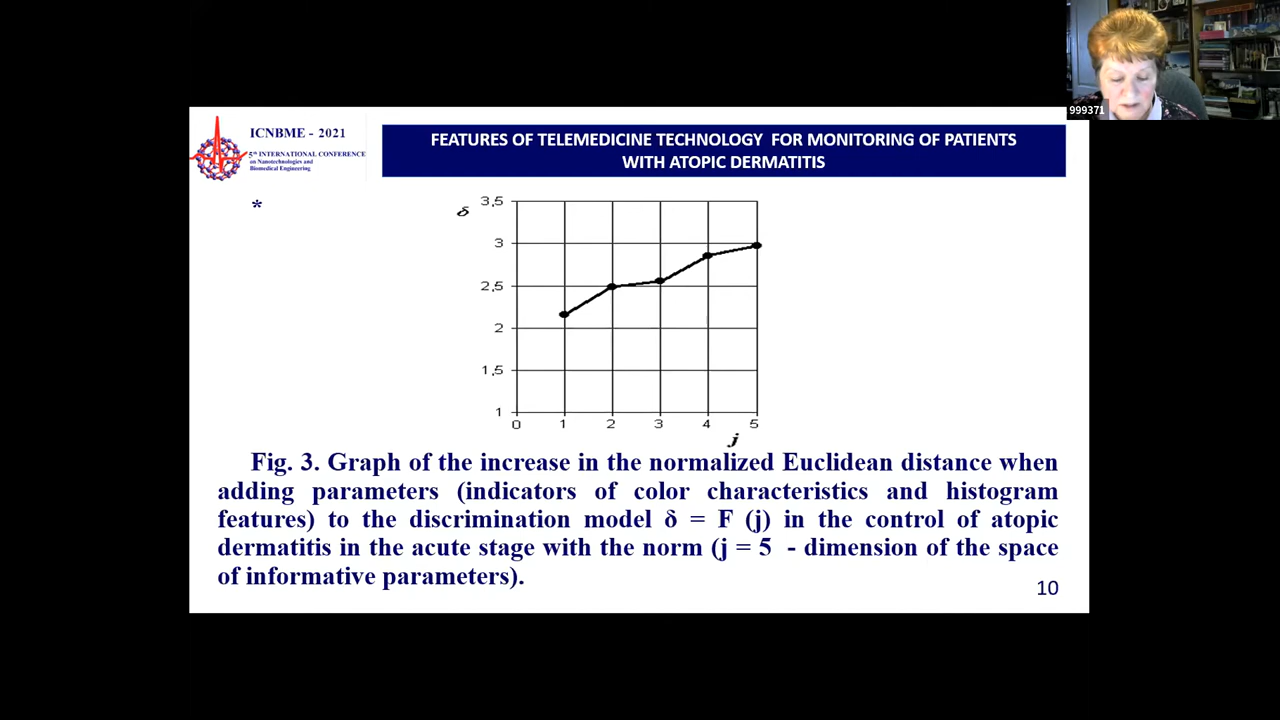 999371
ICNBME - 2021
5th INTERNATIONAL CONFERENCE
on Nanotechnologies and
Biomedical Engineering
FEATURES OF TELEMEDICINE TECHNOLOGY FOR MONITORING OF PATIENTS
WITH ATOPIC DERMATITIS
*
δ
3,5
3
2,5
2
1,5
1
0 1 2 3 4 5
j
Fig. 3. Graph of the increase in the normalized Euclidean distance when
adding parameters (indicators of color characteristics and histogram
features) to the discrimination model δ = F (j) in the control of atopic
dermatitis in the acute stage with the norm (j = 5 - dimension of the space
of informative parameters).
10